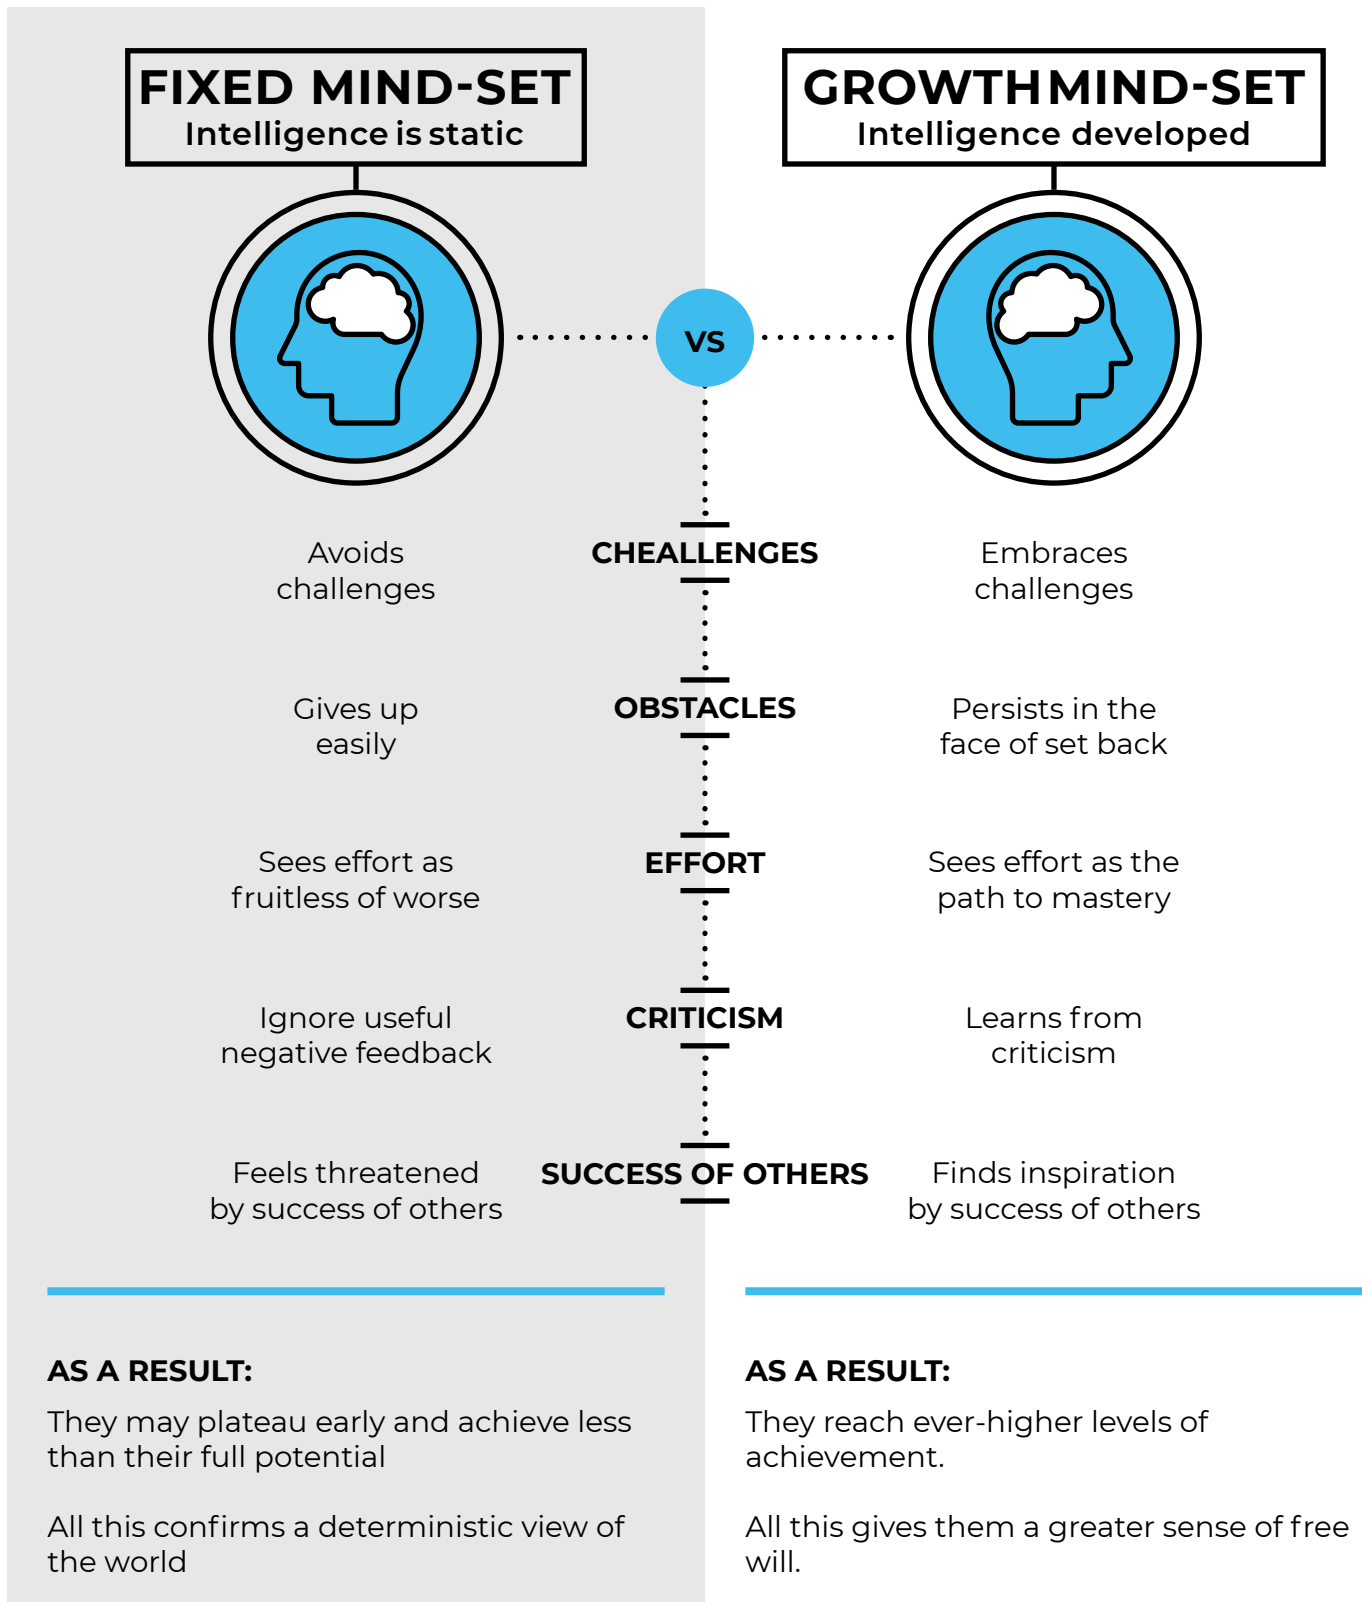 FIXED MIND-SET
Intelligence is static
GROWTH MIND-SET
Intelligence developed
VS
Avoids
challenges
CHEALLENGES
Embraces
challenges
Gives up
easily
OBSTACLES
Persists in the
face of set back
Sees effort as
fruitless of worse
EFFORT
Sees effort as the
path to mastery
Ignore useful
negative feedback
CRITICISM
Learns from
criticism
Feels threatened
by success of others
SUCCESS OF OTHERS
Finds inspiration
by success of others
AS A RESULT:
They may plateau early and achieve less
than their full potential
All this confirms a deterministic view of
the world
AS A RESULT:
They reach ever-higher levels of
achievement.
All this gives them a greater sense of free
will.